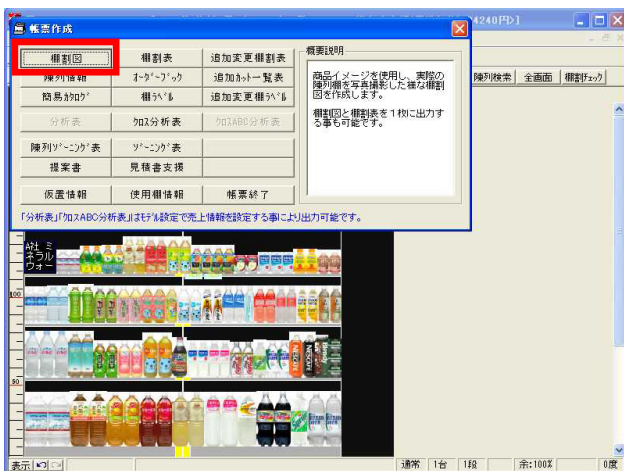 帳票作成
4240円>]
棚割図
棚割表
追加変更棚割表
陳列情報
ｵｰﾀﾞｰﾌﾞｯｸ
追加ｶｯﾄ一覧表
簡易ｶﾀﾛｸﾞ
棚ﾗﾍﾞﾙ
追加変更棚ﾗﾍﾞﾙ
分析表
ｸﾛｽ分析表
ｸﾛｽABC分析表
陳列ｿﾞｰﾆﾝｸﾞ表
ｿﾞｰﾆﾝｸﾞ表
提案書
見積書支援
仮置情報
使用棚情報
帳票終了
概要説明
商品イメージを使用し、実際の
陳列棚を写真撮影した様な棚割
図を作成します。
棚割図と棚割表を１枚に出力す
る事も可能です。
「分析表」「ｸﾛｽABC分析表」はﾓﾃﾞﾙ設定で売上情報を設定する事により出力可能です。
陳列検索
全画面
棚割ﾁｪｯｸ
A社 ミ
ネラル
ウォー
100
50
表示
通常
1台
1段
余:100%
0度